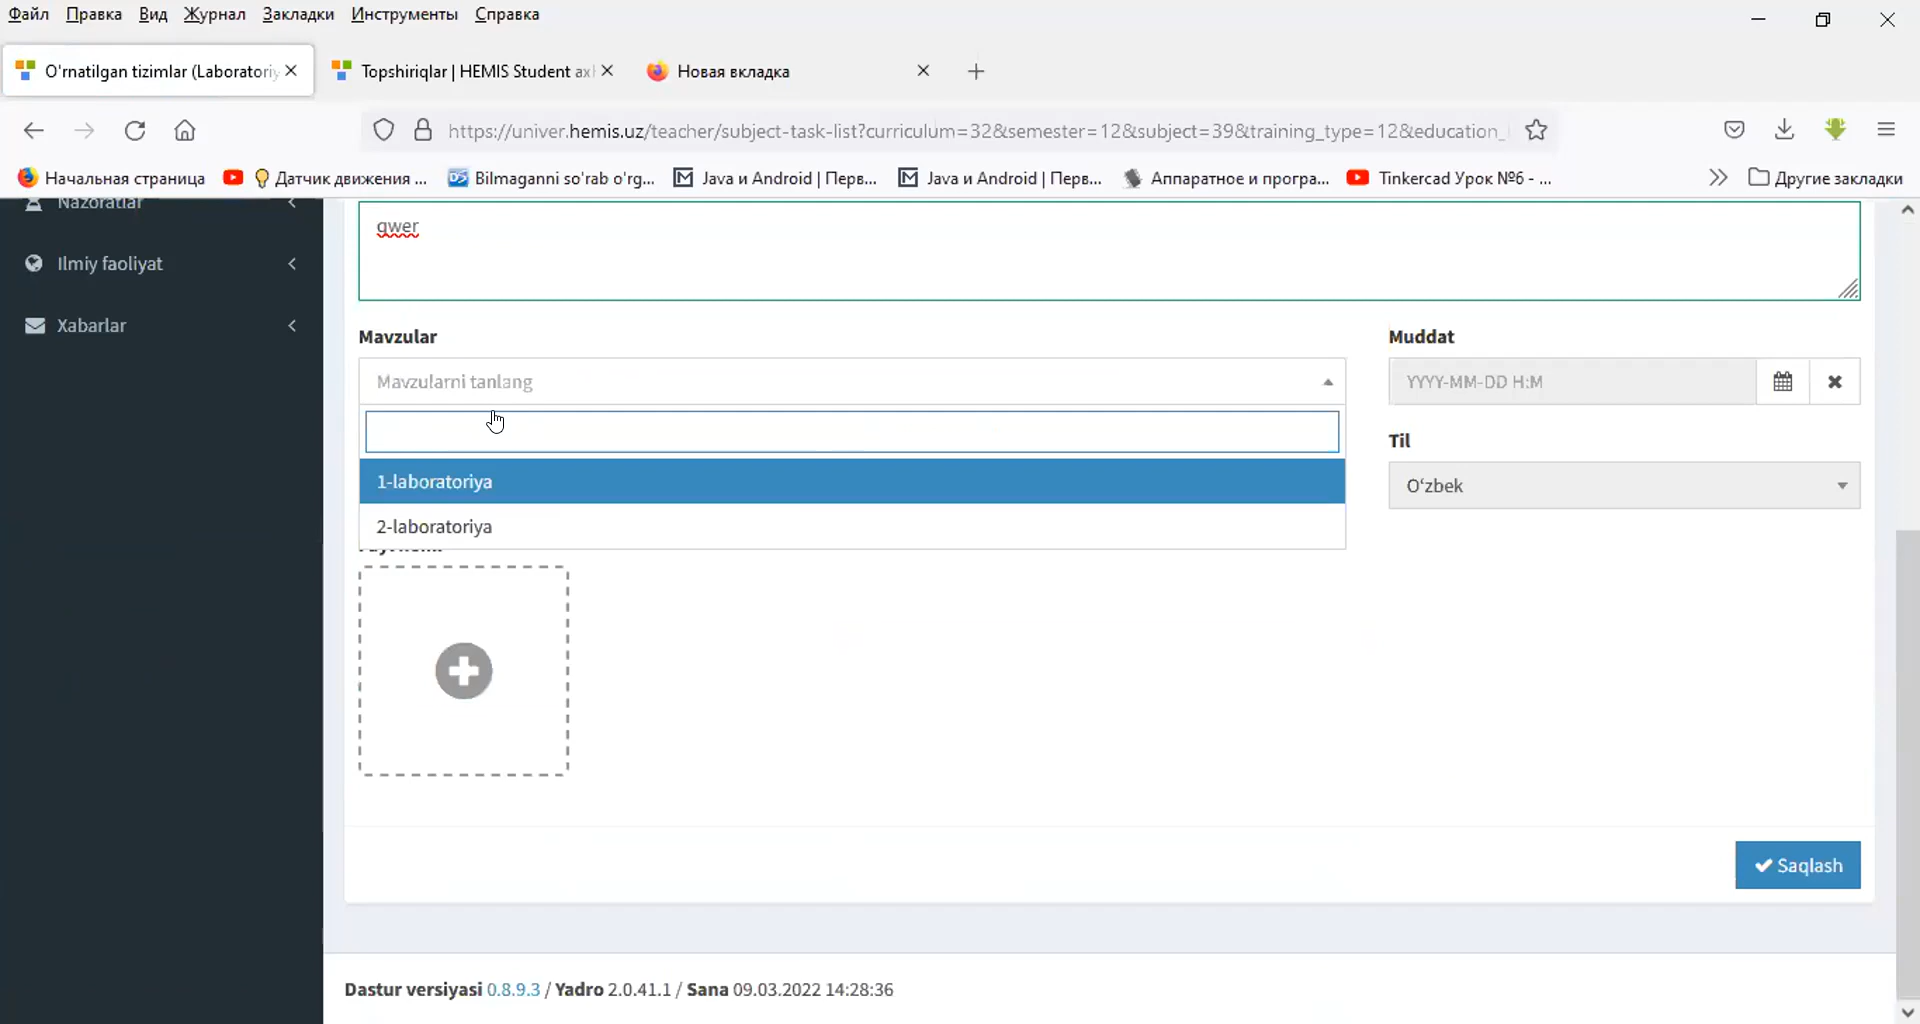 Файл Правка Вид Журнал Закладки Инструменты Справка
O'rnatilgan tizimlar (Laboratoriy
Topshiriqlar | HEMIS Student ax
Новая вкладка
https://univer.hemis.uz/teacher/subject-task-list?curriculum=32&semester=12&subject=39&training_type=12&education_
Начальная страница
Датчик движения ...
Bilmaganni so'rab o'rg...
Java и Android | Перв...
Java и Android | Перв...
Аппаратное и програ...
Tinkercad Урок №6 - ...
Другие закладки
Nazoratlar
Ilmiy faoliyat
Xabarlar
qwer
Mavzular
Mavzularni tanlang
1-laboratoriya
2-laboratoriya
Muddat
YYYY-MM-DD H:M
Til
O‘zbek
Saqlash
Dastur versiyasi 0.8.9.3 / Yadro 2.0.41.1 / Sana 09.03.2022 14:28:36